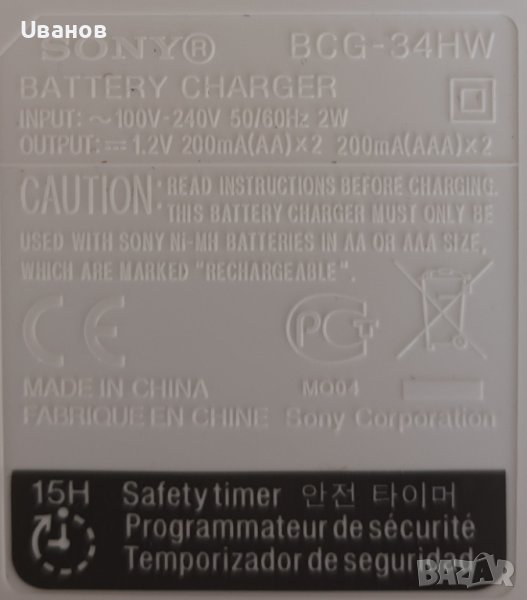 Уванов
SONY® BCG-34HW
BATTERY CHARGER
INPUT: ~100V-240V 50/60Hz 2W
OUTPUT: ⎓ 1.2V 200mA(AA)×2 200mA(AAA)×2
CAUTION: READ INSTRUCTIONS BEFORE CHARGING.
THIS BATTERY CHARGER MUST ONLY BE
USED WITH SONY Ni-MH BATTERIES IN AA OR AAA SIZE,
WHICH ARE MARKED "RECHARGEABLE".
CE PCT
MADE IN CHINA M004
FABRIQUE EN CHINE Sony Corporation
15H Safety timer 안전 타이머
Programmateur de sécurité
Temporizador de seguridad
BAZAR